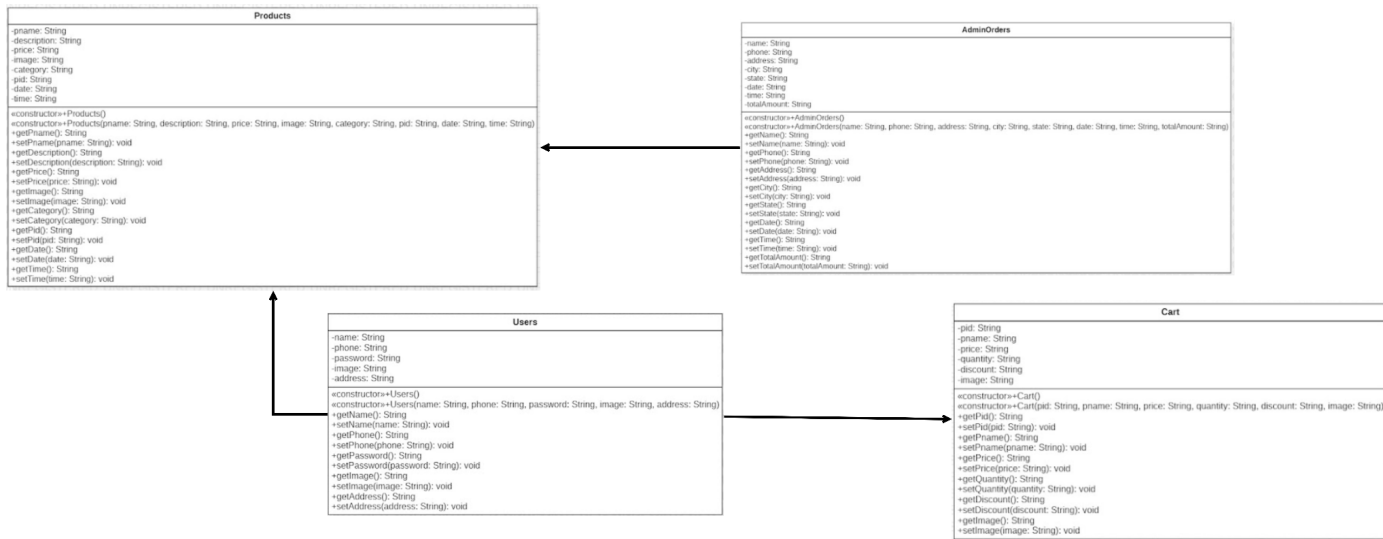 Products
-pname: String
-description: String
-price: String
-image: String
-category: String
-pid: String
-date: String
-time: String
«constructor»+Products()
«constructor»+Products(pname: String, description: String, price: String, image: String, category: String, pid: String, date: String, time: String)
+getPname(): String
+setPname(pname: String): void
+getDescription(): String
+setDescription(description: String): void
+getPrice(): String
+setPrice(price: String): void
+getImage(): String
+setImage(image: String): void
+getCategory(): String
+setCategory(category: String): void
+getPid(): String
+setPid(pid: String): void
+getDate(): String
+setDate(date: String): void
+getTime(): String
+setTime(time: String): void
AdminOrders
-name: String
-phone: String
-address: String
-city: String
-state: String
-date: String
-time: String
-totalAmount: String
«constructor»+AdminOrders()
«constructor»+AdminOrders(name: String, phone: String, address: String, city: String, state: String, date: String, time: String, totalAmount: String)
+getName(): String
+setName(name: String): void
+getPhone(): String
+setPhone(phone: String): void
+getAddress(): String
+setAddress(address: String): void
+getCity(): String
+setCity(city: String): void
+getState(): String
+setState(state: String): void
+getDate(): String
+setDate(date: String): void
+getTime(): String
+setTime(time: String): void
+getTotalAmount(): String
+setTotalAmount(totalAmount: String): void
Users
-name: String
-phone: String
-password: String
-image: String
-address: String
«constructor»+Users()
«constructor»+Users(name: String, phone: String, password: String, image: String, address: String)
+getName(): String
+setName(name: String): void
+getPhone(): String
+setPhone(phone: String): void
+getPassword(): String
+setPassword(password: String): void
+getImage(): String
+setImage(image: String): void
+getAddress(): String
+setAddress(address: String): void
Cart
-pid: String
-pname: String
-price: String
-quantity: String
-discount: String
-image: String
«constructor»+Cart()
«constructor»+Cart(pid: String, pname: String, price: String, quantity: String, discount: String, image: String)
+getPid(): String
+setPid(pid: String): void
+getPname(): String
+setPname(pname: String): void
+getPrice(): String
+setPrice(price: String): void
+getQuantity(): String
+setQuantity(quantity: String): void
+getDiscount(): String
+setDiscount(discount: String): void
+getImage(): String
+setImage(image: String): void